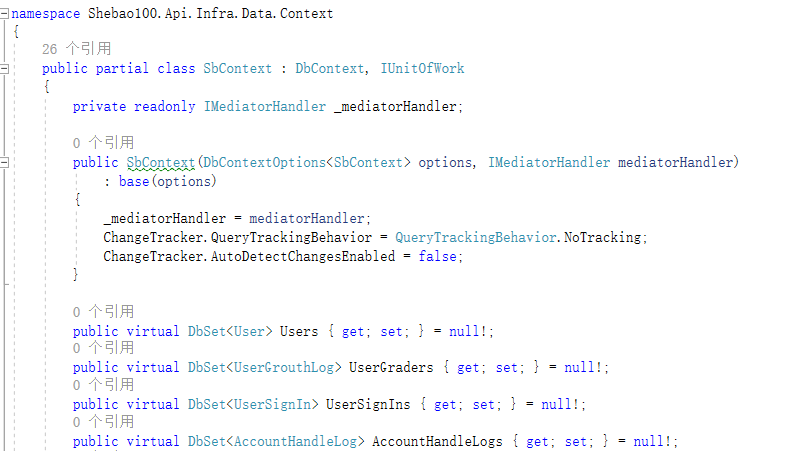 namespace Shebao100.Api.Infra.Data.Context
{
26 个引用
public partial class SbContext : DbContext, IUnitOfWork
{
private readonly IMediatorHandler _mediatorHandler;
0 个引用
public SbContext(DbContextOptions<SbContext> options, IMediatorHandler mediatorHandler)
: base(options)
{
_mediatorHandler = mediatorHandler;
ChangeTracker.QueryTrackingBehavior = QueryTrackingBehavior.NoTracking;
ChangeTracker.AutoDetectChangesEnabled = false;
}
0 个引用
public virtual DbSet<User> Users { get; set; } = null!;
0 个引用
public virtual DbSet<UserGrouthLog> UserGraders { get; set; } = null!;
0 个引用
public virtual DbSet<UserSignIn> UserSignIns { get; set; } = null!;
0 个引用
public virtual DbSet<AccountHandleLog> AccountHandleLogs { get; set; } = null!;